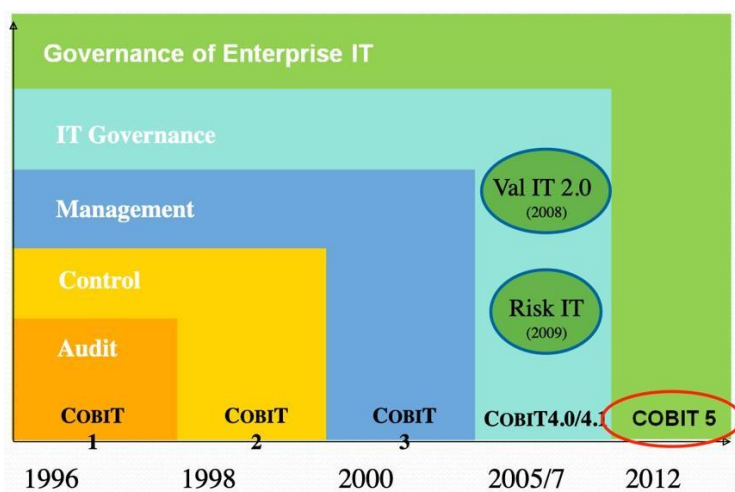 Governance of Enterprise IT
IT Governance
Val IT 2.0
(2008)
Management
Control
Risk IT
(2009)
Audit
COBIT
1
COBIT
2
COBIT
3
COBIT4.0/4.1
COBIT 5
1996
1998
2000
2005/7
2012